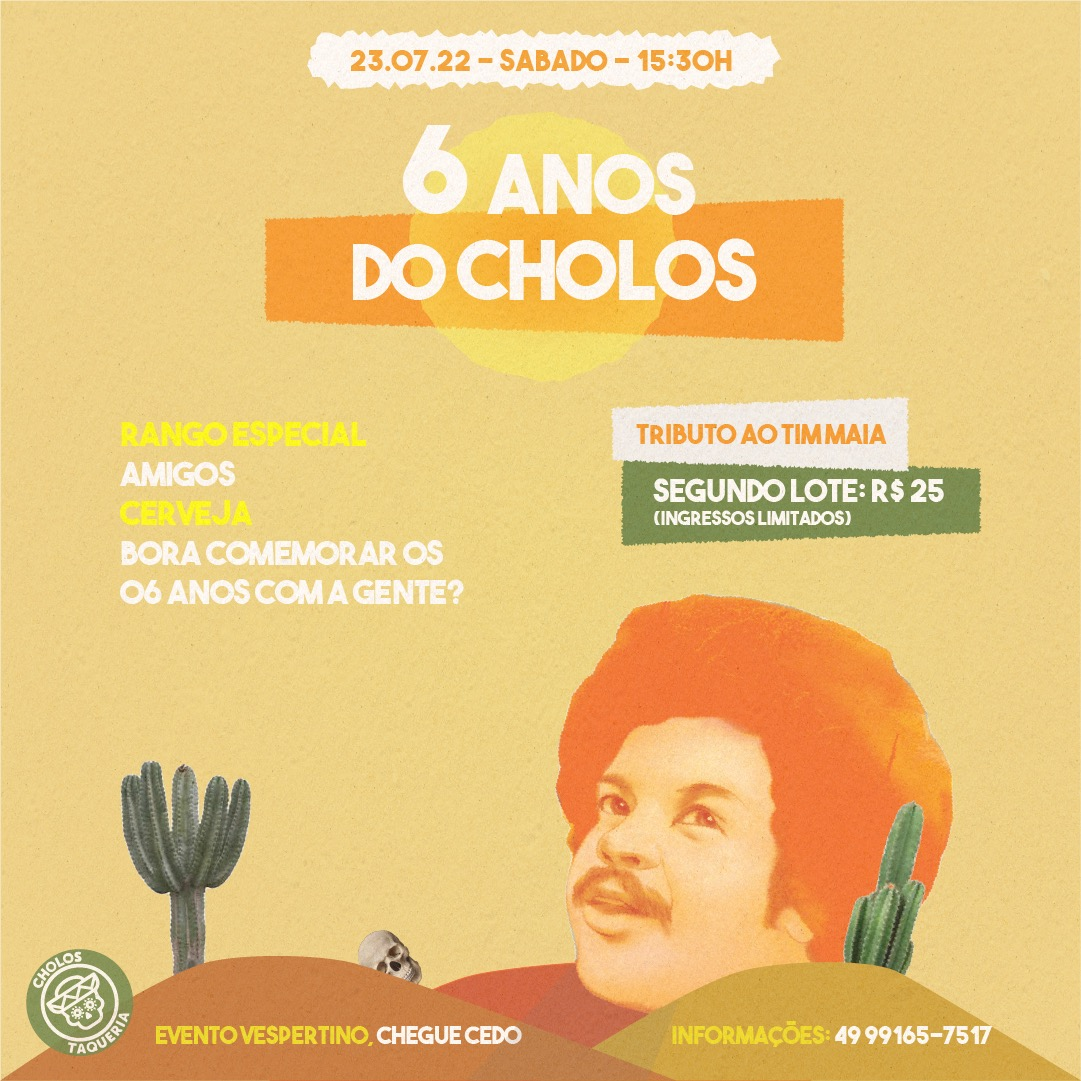 23.07.22 - SABADO - 15:30H
6 ANOS
DO CHOLOS
RANGO ESPECIAL
AMIGOS
CERVEJA
BORA COMEMORAR OS
06 ANOS COM A GENTE?
TRIBUTO AO TIM MAIA
SEGUNDO LOTE: R$ 25
(INGRESSOS LIMITADOS)
CHOLOS
TAQUERIA
EVENTO VESPERTINO, CHEGUE CEDO
INFORMAÇÕES: 49 99165-7517